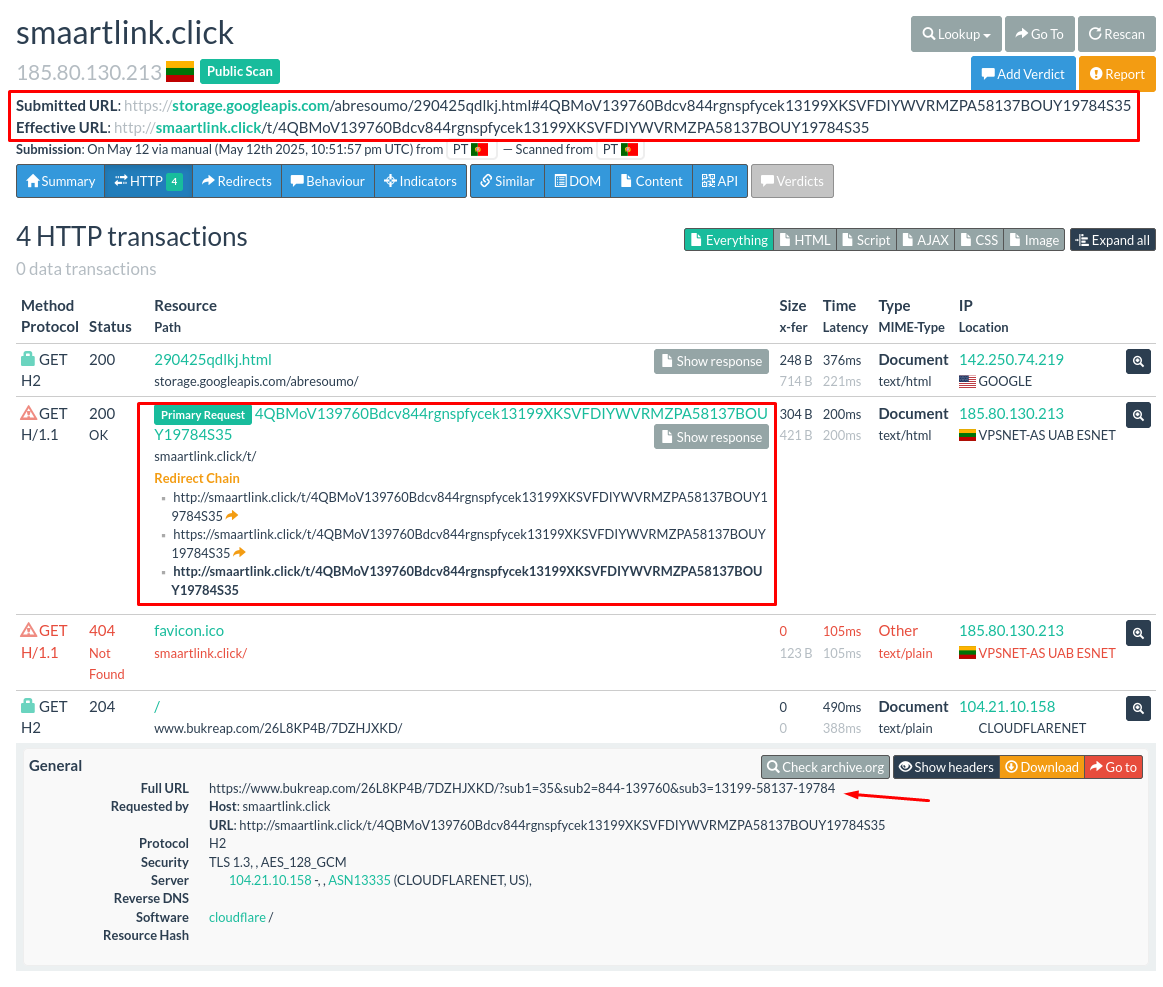 smaartlink.click
Lookup Go To Rescan
185.80.130.213 Public Scan
Add Verdict Report
Submitted URL: https://storage.googleapis.com/abresoumo/290425qdlkj.html#4QBMoV139760Bdcv844rgnspfycek13199XKSVFDIYWVRMZPA58137BOUY19784S35
Effective URL: http://smaartlink.click/t/4QBMoV139760Bdcv844rgnspfycek13199XKSVFDIYWVRMZPA58137BOUY19784S35
Submission: On May 12 via manual (May 12th 2025, 10:51:57 pm UTC) from PT — Scanned from PT
Summary HTTP 4 Redirects Behaviour Indicators Similar DOM Content API Verdicts
4 HTTP transactions
Everything HTML Script AJAX CSS Image Expand all
0 data transactions
Method Resource Size Time Type IP
Protocol Status Path x-fer Latency MIME-Type Location
GET 200 290425qdlkj.html Show response 248 B 376ms Document 142.250.74.219
H2 storage.googleapis.com/abresoumo/ 714 B 221ms text/html GOOGLE
GET 200 Primary Request 4QBMoV139760Bdcv844rgnspfycek13199XKSVFDIYWVRMZPA58137BOU 304 B 200ms Document 185.80.130.213
H/1.1 OK Y19784S35 Show response 421 B 200ms text/html VPSNET-AS UAB ESNET
smaartlink.click/t/
Redirect Chain
http://smaartlink.click/t/4QBMoV139760Bdcv844rgnspfycek13199XKSVFDIYWVRMZPA58137BOUY1
9784S35
https://smaartlink.click/t/4QBMoV139760Bdcv844rgnspfycek13199XKSVFDIYWVRMZPA58137BOUY
19784S35
http://smaartlink.click/t/4QBMoV139760Bdcv844rgnspfycek13199XKSVFDIYWVRMZPA58137BOU
Y19784S35
GET 404 favicon.ico 0 105ms Other 185.80.130.213
H/1.1 Not smaartlink.click/ 123 B 105ms text/plain VPSNET-AS UAB ESNET
Found
GET 204 / 0 490ms Document 104.21.10.158
H2 www.bukreap.com/26L8KP4B/7DZHJXKD/ 0 388ms text/plain CLOUDFLARENET
General Check archive.org Show headers Download Go to
Full URL https://www.bukreap.com/26L8KP4B/7DZHJXKD/?sub1=35&sub2=844-139760&sub3=13199-58137-19784
Requested by Host: smaartlink.click
URL: http://smaartlink.click/t/4QBMoV139760Bdcv844rgnspfycek13199XKSVFDIYWVRMZPA58137BOUY19784S35
Protocol H2
Security TLS 1.3, , AES_128_GCM
Server 104.21.10.158 -, , ASN13335 (CLOUDFLARENET, US),
Reverse DNS
Software cloudflare /
Resource Hash